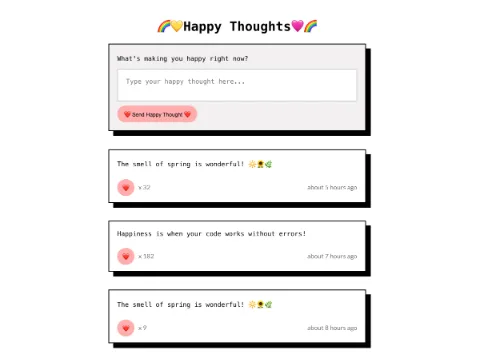 🌈💛Happy Thoughts💗🌈
What's making you happy right now?
Type your happy thought here...
❤️ Send Happy Thought ❤️
The smell of spring is wonderful! ☀️🌻🌿
❤️ x 32 about 5 hours ago
Happiness is when your code works without errors!
❤️ x 182 about 7 hours ago
The smell of spring is wonderful! ☀️🌻🌿
❤️ x 9 about 8 hours ago